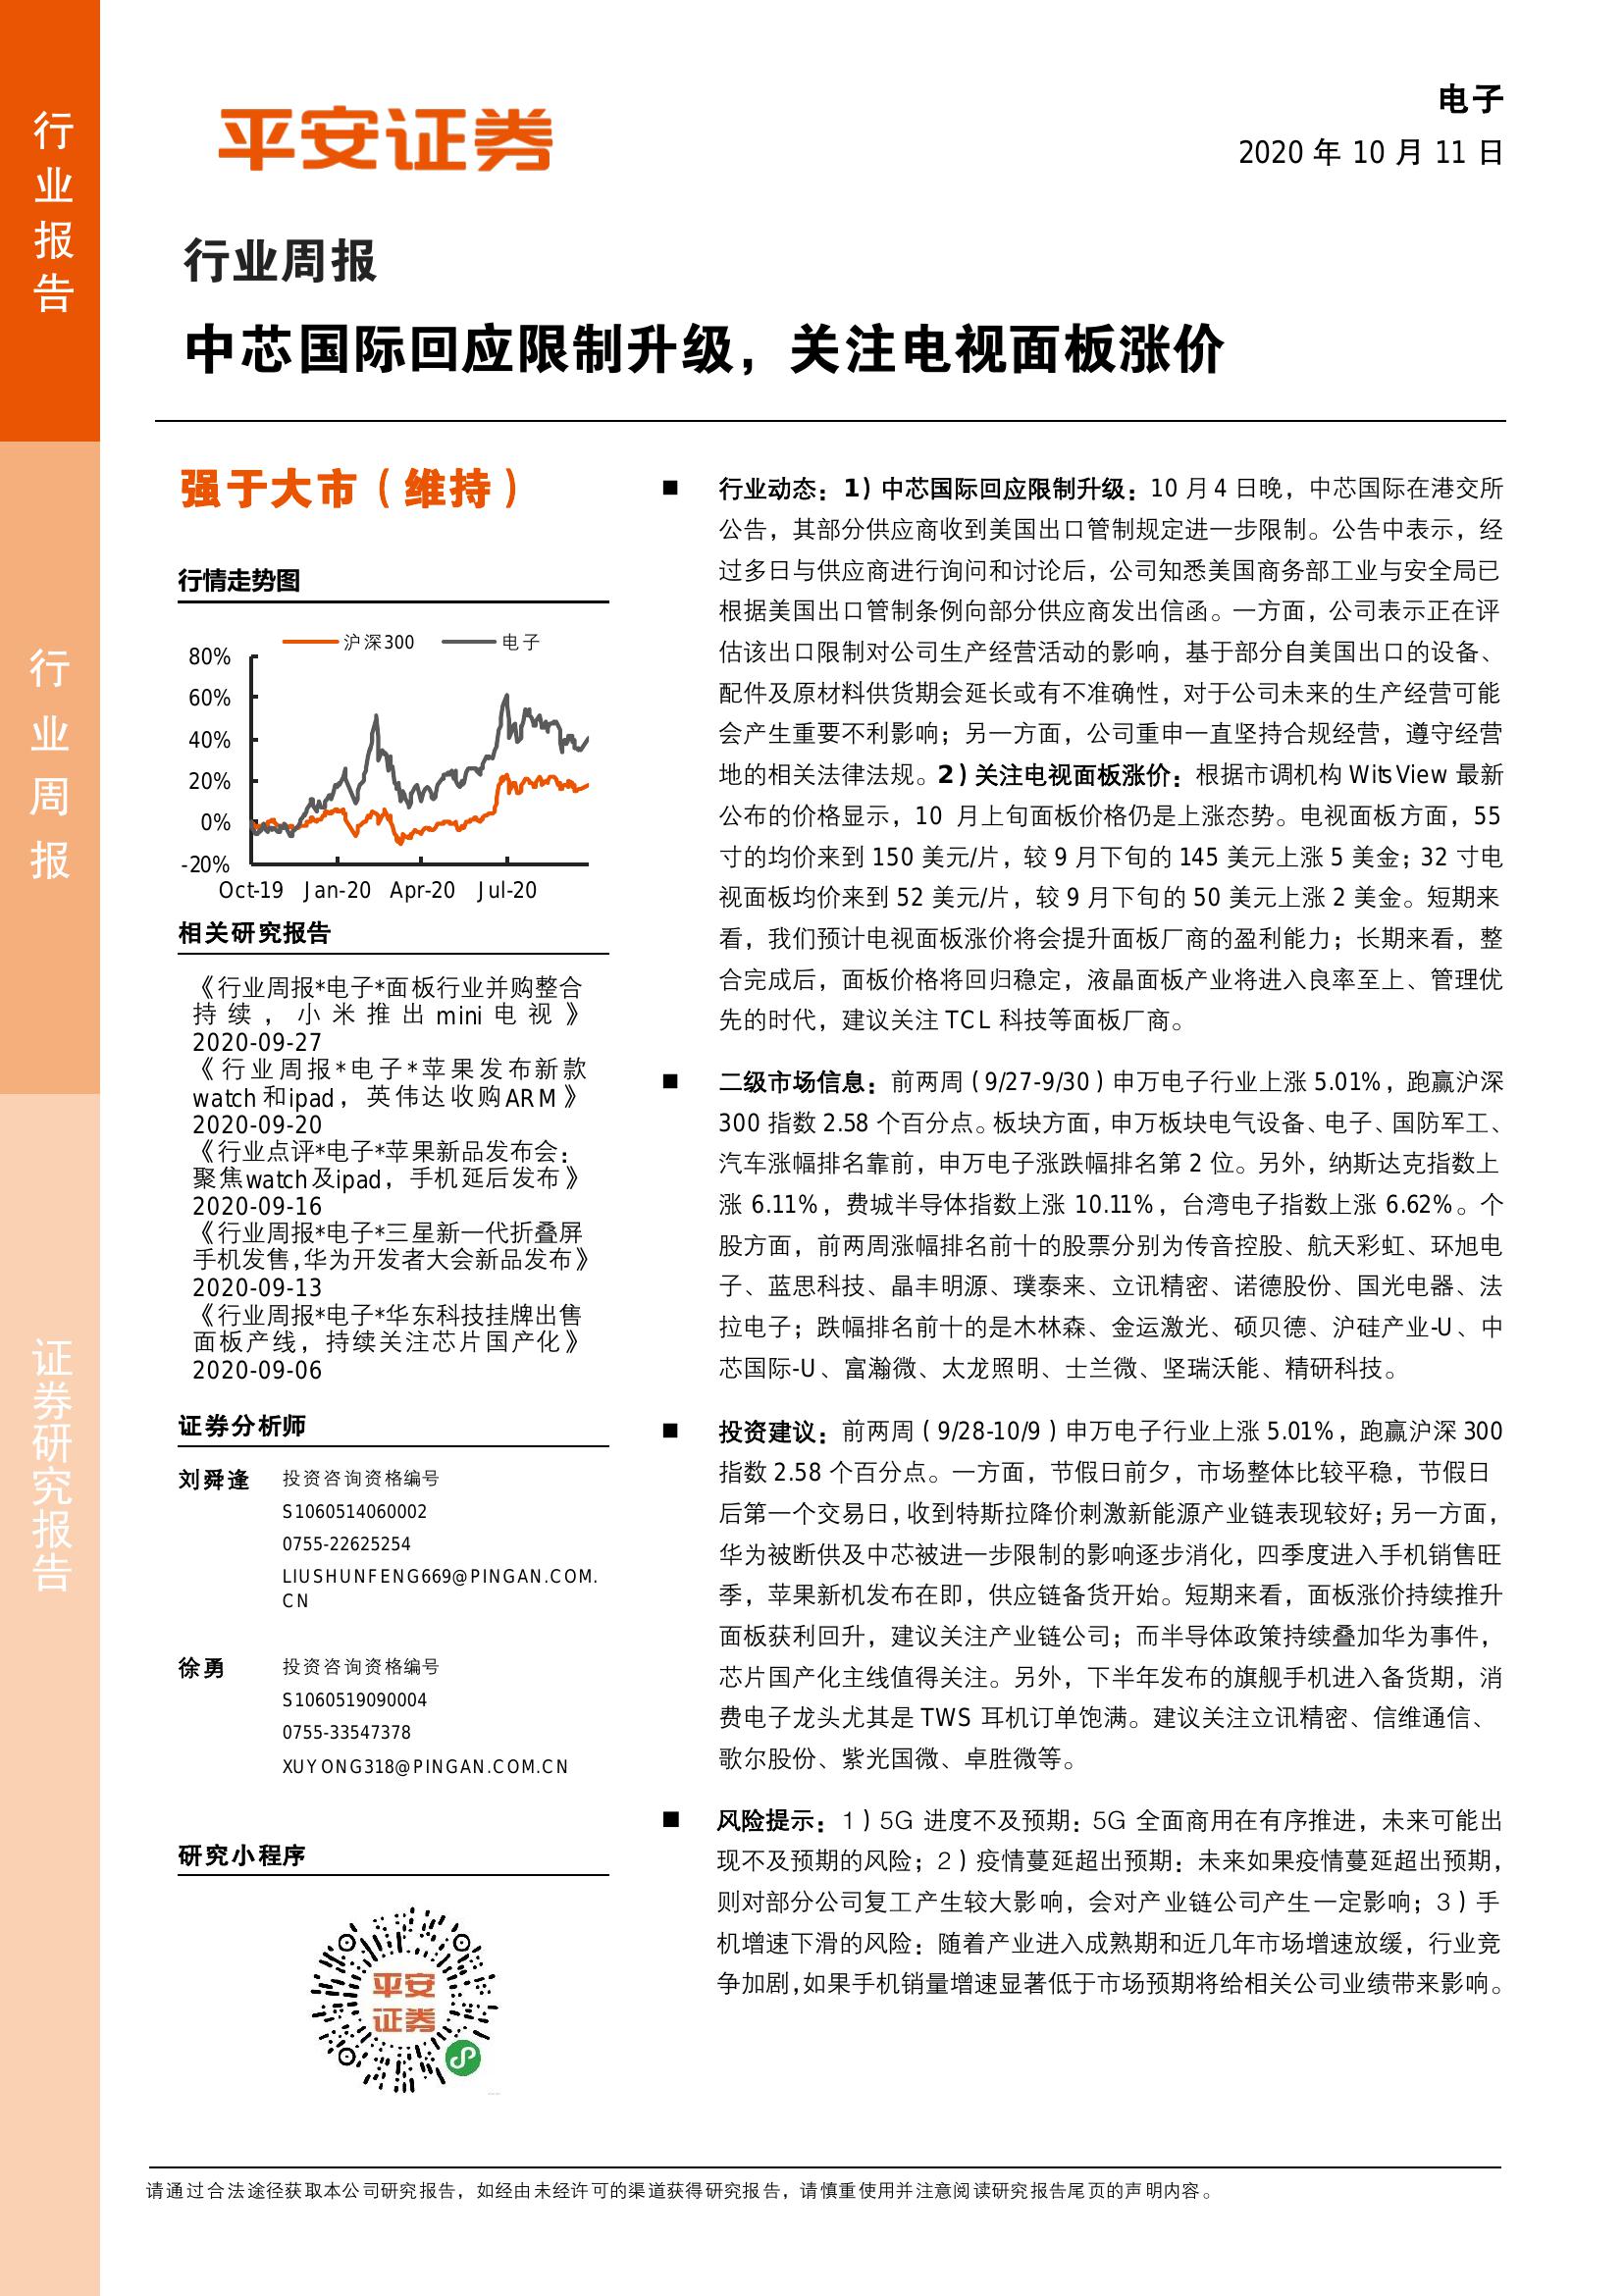 行业报告
行业周报
证券研究报告
平安证券
电子
2020 年 10 月 11 日
行业周报
中芯国际回应限制升级，关注电视面板涨价
强于大市（维持）
行情走势图
沪深300 电子
80%
60%
40%
20%
0%
-20%
Oct-19 Jan-20 Apr-20 Jul-20
相关研究报告
《行业周报*电子*面板行业并购整合
持续，小米推出mini电视》
2020-09-27
《行业周报*电子*苹果发布新款
watch和ipad，英伟达收购ARM》
2020-09-20
《行业点评*电子*苹果新品发布会：
聚焦watch及ipad，手机延后发布》
2020-09-16
《行业周报*电子*三星新一代折叠屏
手机发售,华为开发者大会新品发布》
2020-09-13
《行业周报*电子*华东科技挂牌出售
面板产线，持续关注芯片国产化》
2020-09-06
证券分析师
刘舜逢 投资咨询资格编号
S1060514060002
0755-22625254
LIUSHUNFENG669@PINGAN.COM.
CN
徐勇 投资咨询资格编号
S1060519090004
0755-33547378
XUYONG318@PINGAN.COM.CN
研究小程序
平安
证券
■ 行业动态：1）中芯国际回应限制升级：10 月 4 日晚，中芯国际在港交所
公告，其部分供应商收到美国出口管制规定进一步限制。公告中表示，经
过多日与供应商进行询问和讨论后，公司知悉美国商务部工业与安全局已
根据美国出口管制条例向部分供应商发出信函。一方面，公司表示正在评
估该出口限制对公司生产经营活动的影响，基于部分自美国出口的设备、
配件及原材料供货期会延长或有不准确性，对于公司未来的生产经营可能
会产生重要不利影响；另一方面，公司重申一直坚持合规经营，遵守经营
地的相关法律法规。2）关注电视面板涨价：根据市调机构 WitsView 最新
公布的价格显示，10 月上旬面板价格仍是上涨态势。电视面板方面，55
寸的均价来到 150 美元/片，较 9 月下旬的 145 美元上涨 5 美金；32 寸电
视面板均价来到 52 美元/片，较 9 月下旬的 50 美元上涨 2 美金。短期来
看，我们预计电视面板涨价将会提升面板厂商的盈利能力；长期来看，整
合完成后，面板价格将回归稳定，液晶面板产业将进入良率至上、管理优
先的时代，建议关注 TCL 科技等面板厂商。
■ 二级市场信息：前两周（9/27-9/30）申万电子行业上涨 5.01%，跑赢沪深
300 指数 2.58 个百分点。板块方面，申万板块电气设备、电子、国防军工、
汽车涨幅排名靠前，申万电子涨跌幅排名第 2 位。另外，纳斯达克指数上
涨 6.11%，费城半导体指数上涨 10.11%，台湾电子指数上涨 6.62%。个
股方面，前两周涨幅排名前十的股票分别为传音控股、航天彩虹、环旭电
子、蓝思科技、晶丰明源、璞泰来、立讯精密、诺德股份、国光电器、法
拉电子；跌幅排名前十的是木林森、金运激光、硕贝德、沪硅产业-U、中
芯国际-U、富瀚微、太龙照明、士兰微、坚瑞沃能、精研科技。
■ 投资建议：前两周（9/28-10/9）申万电子行业上涨 5.01%，跑赢沪深 300
指数 2.58 个百分点。一方面，节假日前夕，市场整体比较平稳，节假日
后第一个交易日，收到特斯拉降价刺激新能源产业链表现较好；另一方面，
华为被断供及中芯被进一步限制的影响逐步消化，四季度进入手机销售旺
季，苹果新机发布在即，供应链备货开始。短期来看，面板涨价持续推升
面板获利回升，建议关注产业链公司；而半导体政策持续叠加华为事件，
芯片国产化主线值得关注。另外，下半年发布的旗舰手机进入备货期，消
费电子龙头尤其是 TWS 耳机订单饱满。建议关注立讯精密、信维通信、
歌尔股份、紫光国微、卓胜微等。
■ 风险提示：1）5G 进度不及预期：5G 全面商用在有序推进，未来可能出
现不及预期的风险；2）疫情蔓延超出预期：未来如果疫情蔓延超出预期，
则对部分公司复工产生较大影响，会对产业链公司产生一定影响；3）手
机增速下滑的风险：随着产业进入成熟期和近几年市场增速放缓，行业竞
争加剧,如果手机销量增速显著低于市场预期将给相关公司业绩带来影响。
请通过合法途径获取本公司研究报告，如经由未经许可的渠道获得研究报告，请慎重使用并注意阅读研究报告尾页的声明内容。